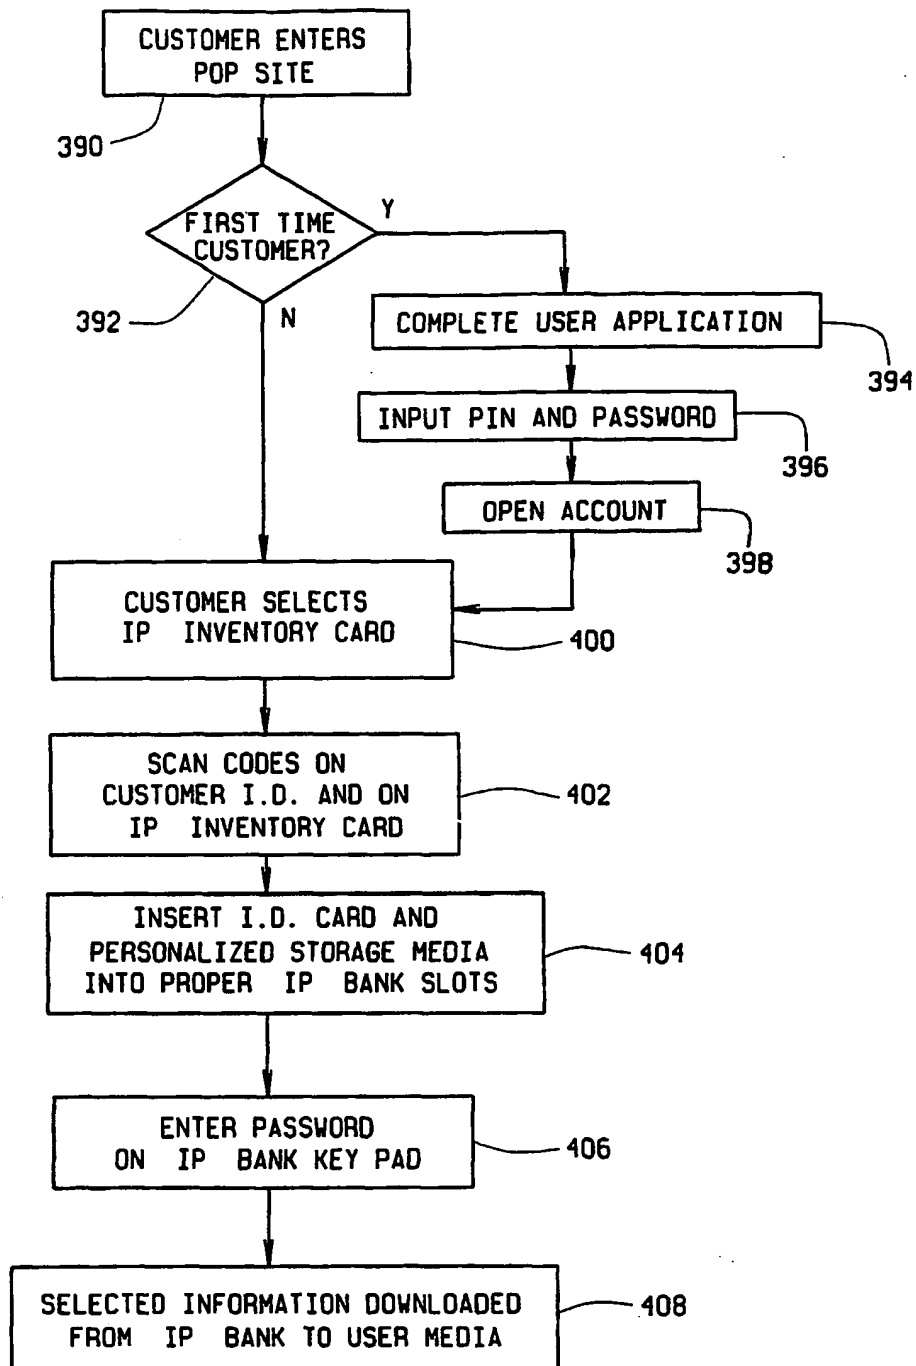 CUSTOMER ENTERS
POP SITE
390
FIRST TIME
CUSTOMER?
Y
392
N
COMPLETE USER APPLICATION
394
INPUT PIN AND PASSWORD
396
OPEN ACCOUNT
398
CUSTOMER SELECTS
IP INVENTORY CARD
400
SCAN CODES ON
CUSTOMER I.D. AND ON
IP INVENTORY CARD
402
INSERT I.D. CARD AND
PERSONALIZED STORAGE MEDIA
INTO PROPER IP BANK SLOTS
404
ENTER PASSWORD
ON IP BANK KEY PAD
406
SELECTED INFORMATION DOWNLOADED
FROM IP BANK TO USER MEDIA
408